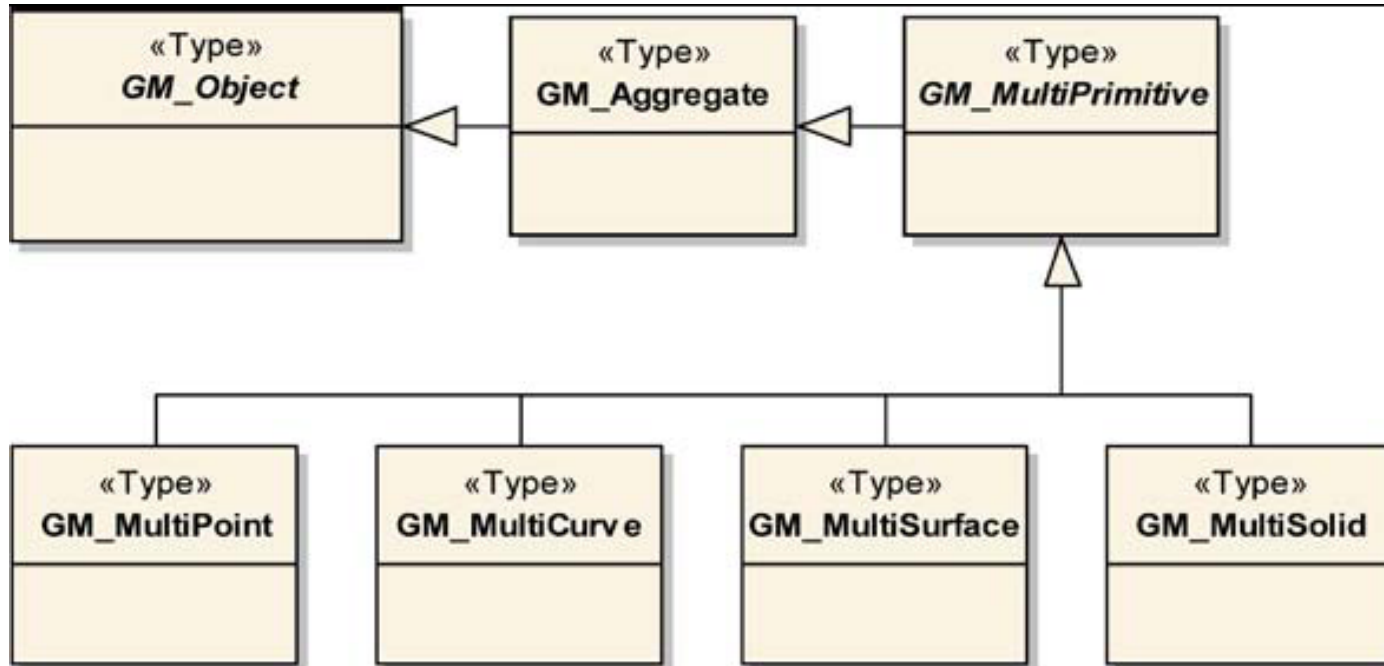 «Type»
GM_Object
«Type»
GM_Aggregate
«Type»
GM_MultiPrimitive
«Type»
GM_MultiPoint
«Type»
GM_MultiCurve
«Type»
GM_MultiSurface
«Type»
GM_MultiSolid